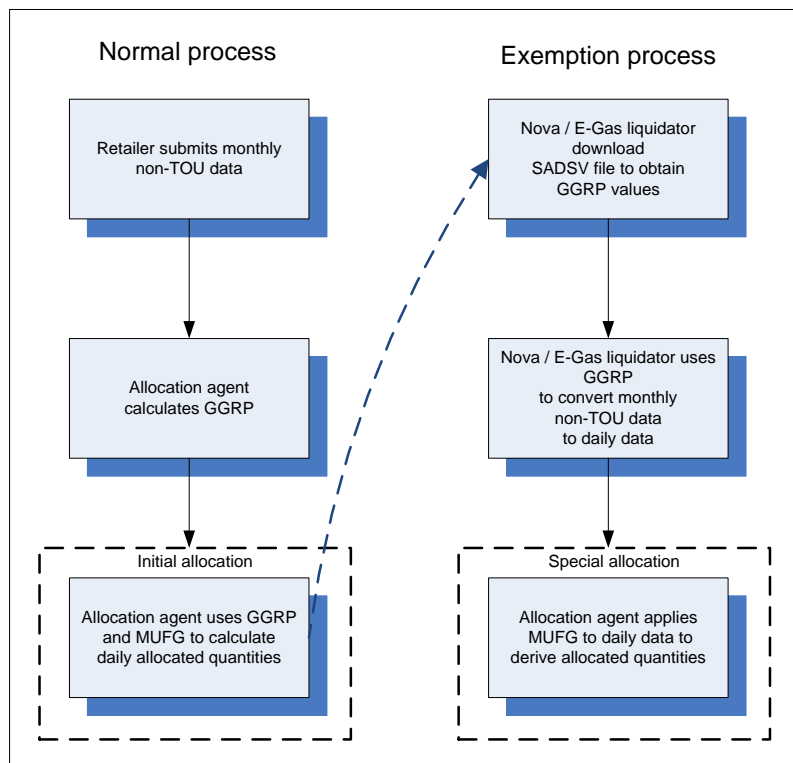 Normal process
Retailer submits monthly
non-TOU data
Allocation agent
calculates GGRP
Initial allocation
Allocation agent uses GGRP
and MUFG to calculate
daily allocated quantities
Exemption process
Nova / E-Gas liquidator
download
SADSV file to obtain
GGRP values
Nova / E-Gas liquidator uses
GGRP
to convert monthly
non-TOU data
to daily data
Special allocation
Allocation agent applies
MUFG to daily data to
derive allocated quantities